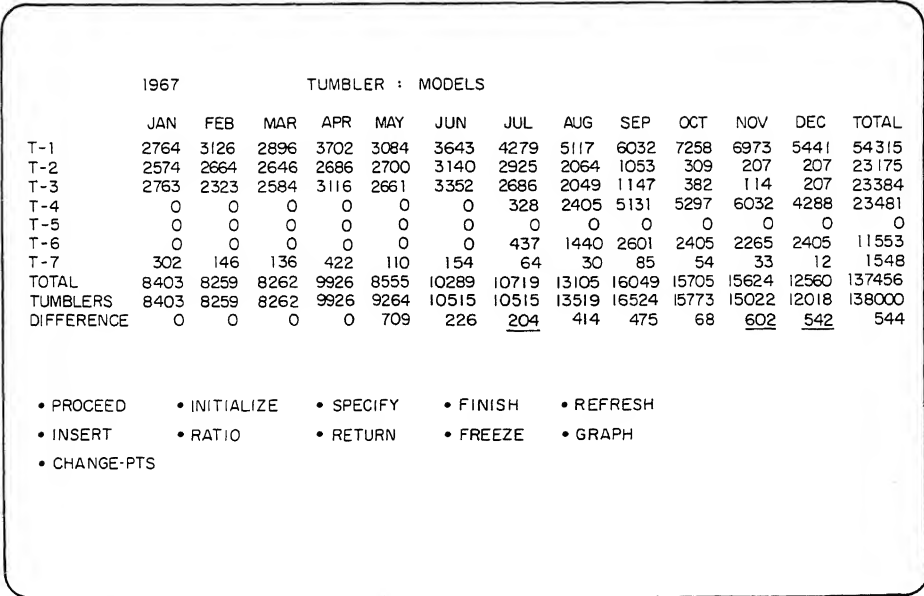 1967 TUMBLER : MODELS
JAN FEB MAR APR MAY JUN JUL AUG SEP OCT NOV DEC TOTAL
T-1 2764 3126 2896 3702 3084 3643 4279 5117 6032 7258 6973 5441 54315
T-2 2574 2664 2646 2686 2700 3140 2925 2064 1053 309 207 207 23175
T-3 2763 2323 2584 3116 2661 3352 2686 2049 1147 382 114 207 23384
T-4 0 0 0 0 0 0 328 2405 5131 5297 6032 4288 23481
T-5 0 0 0 0 0 0 0 0 0 0 0 0 0
T-6 0 0 0 0 0 0 437 1440 2601 2405 2265 2405 11553
T-7 302 146 136 422 110 154 64 30 85 54 33 12 1548
TOTAL 8403 8259 8262 9926 8555 10289 10719 13105 16049 15705 15624 12560 137456
TUMBLERS 8403 8259 8262 9926 9264 10515 10515 13519 16524 15773 15022 12018 138000
DIFFERENCE 0 0 0 0 709 226 204 414 475 68 602 542 544
• PROCEED • INITIALIZE • SPECIFY • FINISH • REFRESH
• INSERT • RATIO • RETURN • FREEZE • GRAPH
• CHANGE-PTS